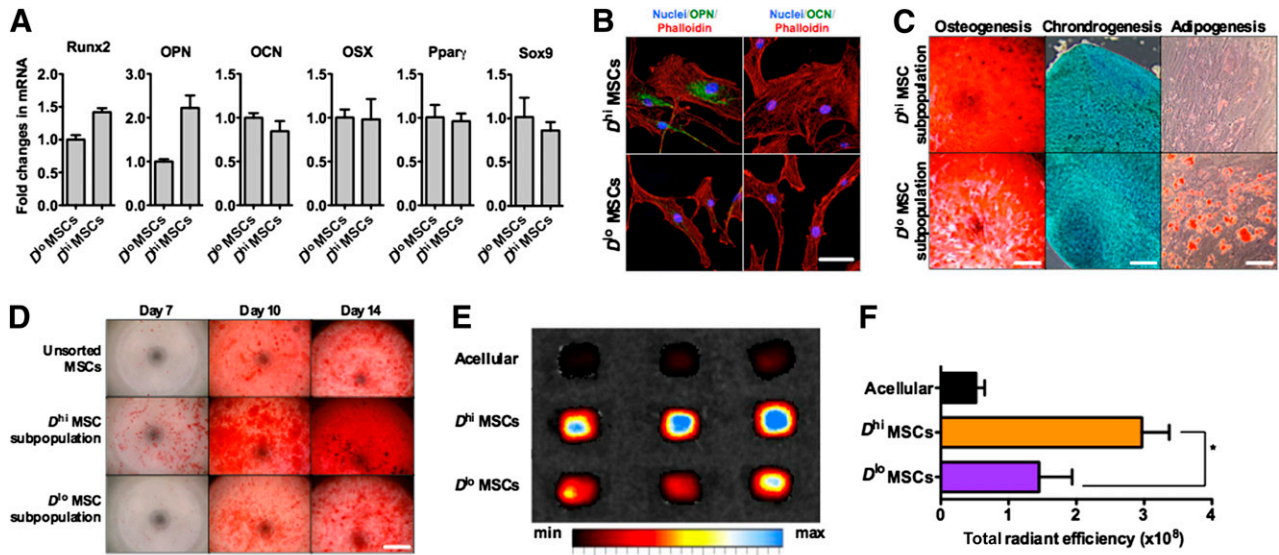 A
Runx2
OPN
OCN
OSX
Pparγ
Sox9
Fold changes in mRNA
2.0
1.5
1.0
0.5
0.0
3.0
2.0
1.0
0.0
1.5
1.0
0.5
0.0
1.5
1.0
0.5
0.0
1.5
1.0
0.5
0.0
1.5
1.0
0.5
0.0
Dlo MSCs
Dhi MSCs
Dlo MSCs
Dhi MSCs
Dlo MSCs
Dhi MSCs
Dlo MSCs
Dhi MSCs
Dlo MSCs
Dhi MSCs
Dlo MSCs
Dhi MSCs
B
Nuclei/OPN/
Phalloidin
Nuclei/OCN/
Phalloidin
Dhi MSCs
Dlo MSCs
C
Osteogenesis
Chrondrogenesis
Adipogenesis
Dhi MSC
subpopulation
Dlo MSC
subpopulation
D
Day 7
Day 10
Day 14
Unsorted
MSCs
Dhi MSC
subpopulation
Dlo MSC
subpopulation
E
Acellular
Dhi MSCs
Dlo MSCs
min
max
F
Acellular
Dhi MSCs
Dlo MSCs
*
0
1
2
3
4
Total radiant efficiency (x10⁸)